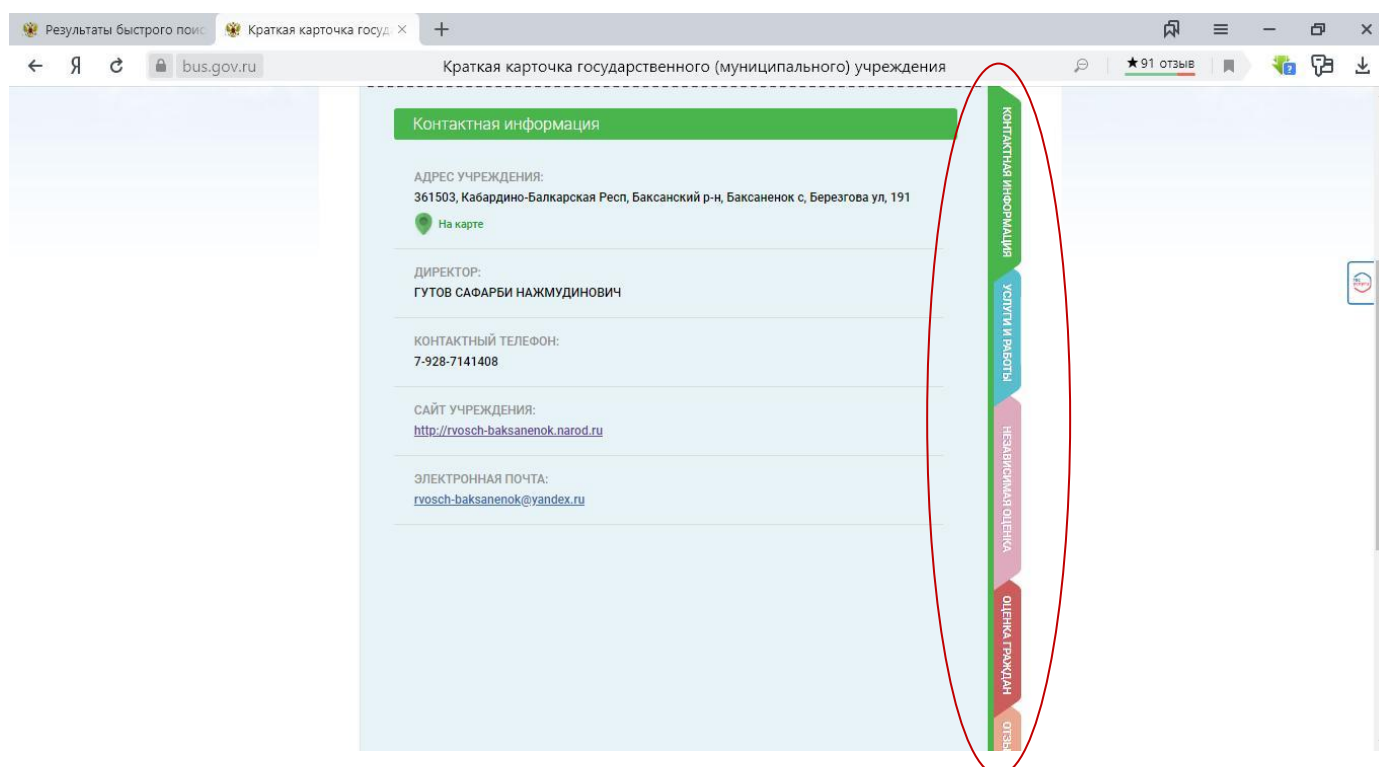 Результаты быстрого поис
Краткая карточка госуд
Я
bus.gov.ru
Краткая карточка государственного (муниципального) учреждения
★91 отзыв
Контактная информация
АДРЕС УЧРЕЖДЕНИЯ:
361503, Кабардино-Балкарская Респ, Баксанский р-н, Баксаненок с, Березгова ул, 191
На карте
ДИРЕКТОР:
ГУТОВ САФАРБИ НАЖМУДИНОВИЧ
КОНТАКТНЫЙ ТЕЛЕФОН:
7-928-7141408
САЙТ УЧРЕЖДЕНИЯ:
http://rvosch-baksanenok.narod.ru
ЭЛЕКТРОННАЯ ПОЧТА:
rvosch-baksanenok@yandex.ru
КОНТАКТНАЯ ИНФОРМАЦИЯ
УСЛУГИ И РАБОТЫ
НЕЗАВИСИМАЯ ОЦЕНКА
ОЦЕНКА ГРАЖДАН
ОТЗЫ